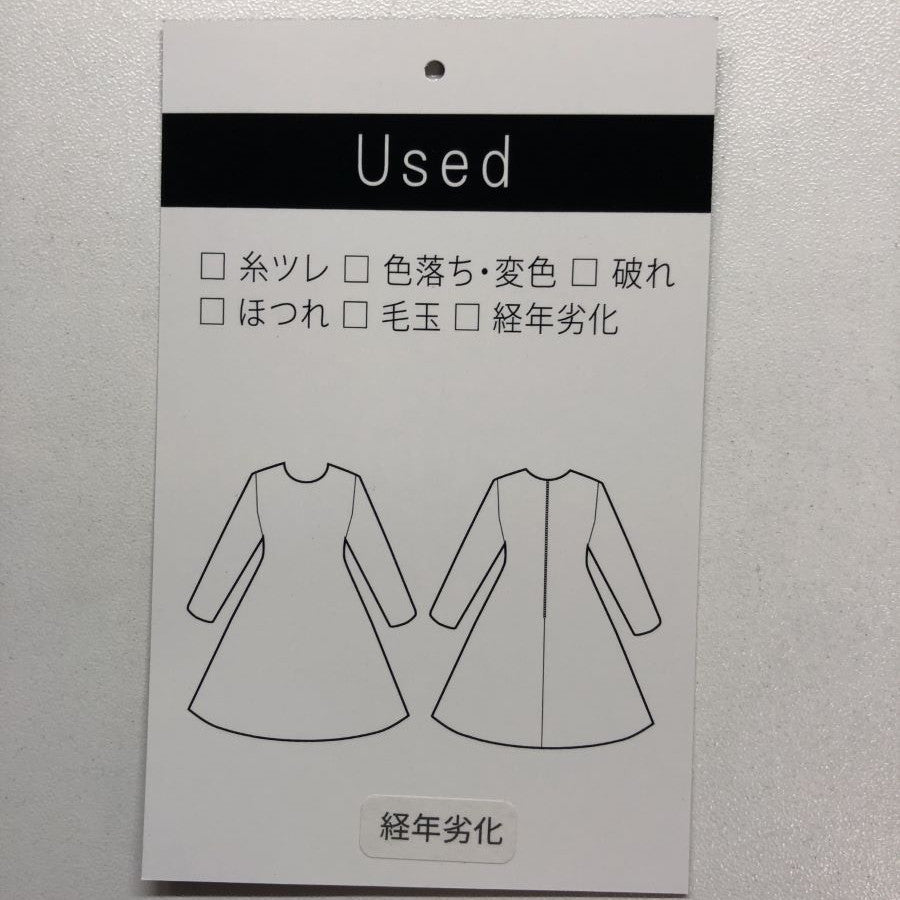 Used
□ 糸ツレ □ 色落ち・変色 □ 破れ
□ ほつれ □ 毛玉 □ 経年劣化
経年劣化